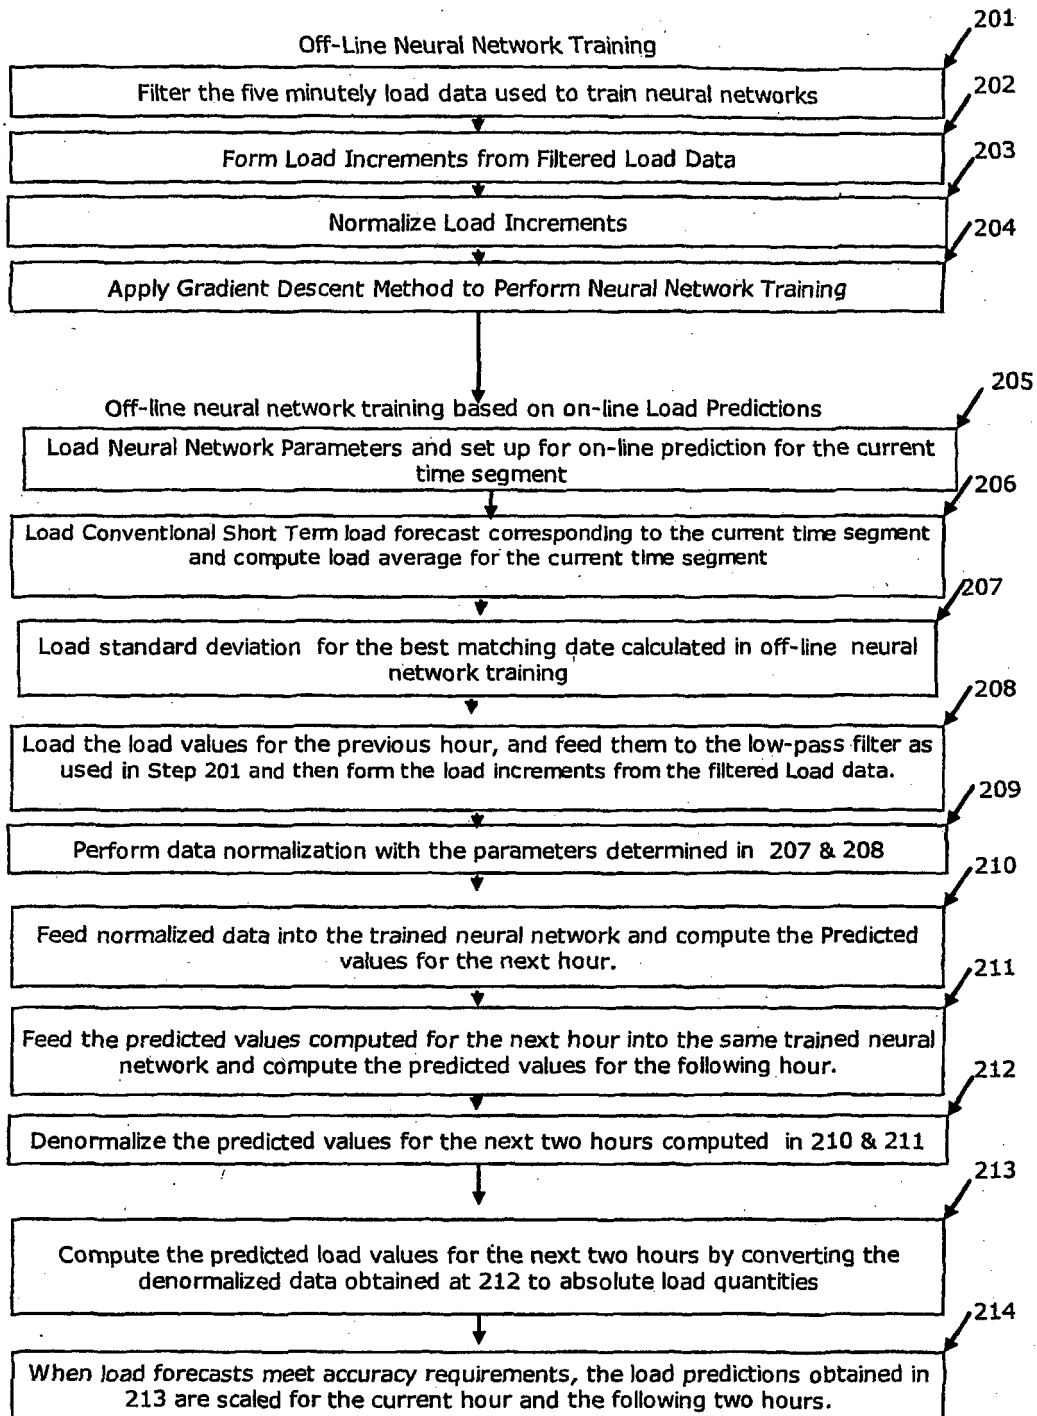 201
Off-Line Neural Network Training
Filter the five minutely load data used to train neural networks
202
Form Load Increments from Filtered Load Data
203
Normalize Load Increments
204
Apply Gradient Descent Method to Perform Neural Network Training
205
Off-line neural network training based on on-line Load Predictions
Load Neural Network Parameters and set up for on-line prediction for the current
time segment
206
Load Conventional Short Term load forecast corresponding to the current time segment
and compute load average for the current time segment
207
Load standard deviation for the best matching date calculated in off-line neural
network training
208
Load the load values for the previous hour, and feed them to the low-pass filter as
used in Step 201 and then form the load increments from the filtered Load data.
209
Perform data normalization with the parameters determined in 207 & 208
210
Feed normalized data into the trained neural network and compute the Predicted
values for the next hour.
211
Feed the predicted values computed for the next hour into the same trained neural
network and compute the predicted values for the following hour.
212
Denormalize the predicted values for the next two hours computed in 210 & 211
213
Compute the predicted load values for the next two hours by converting the
denormalized data obtained at 212 to absolute load quantities
214
When load forecasts meet accuracy requirements, the load predictions obtained in
213 are scaled for the current hour and the following two hours.